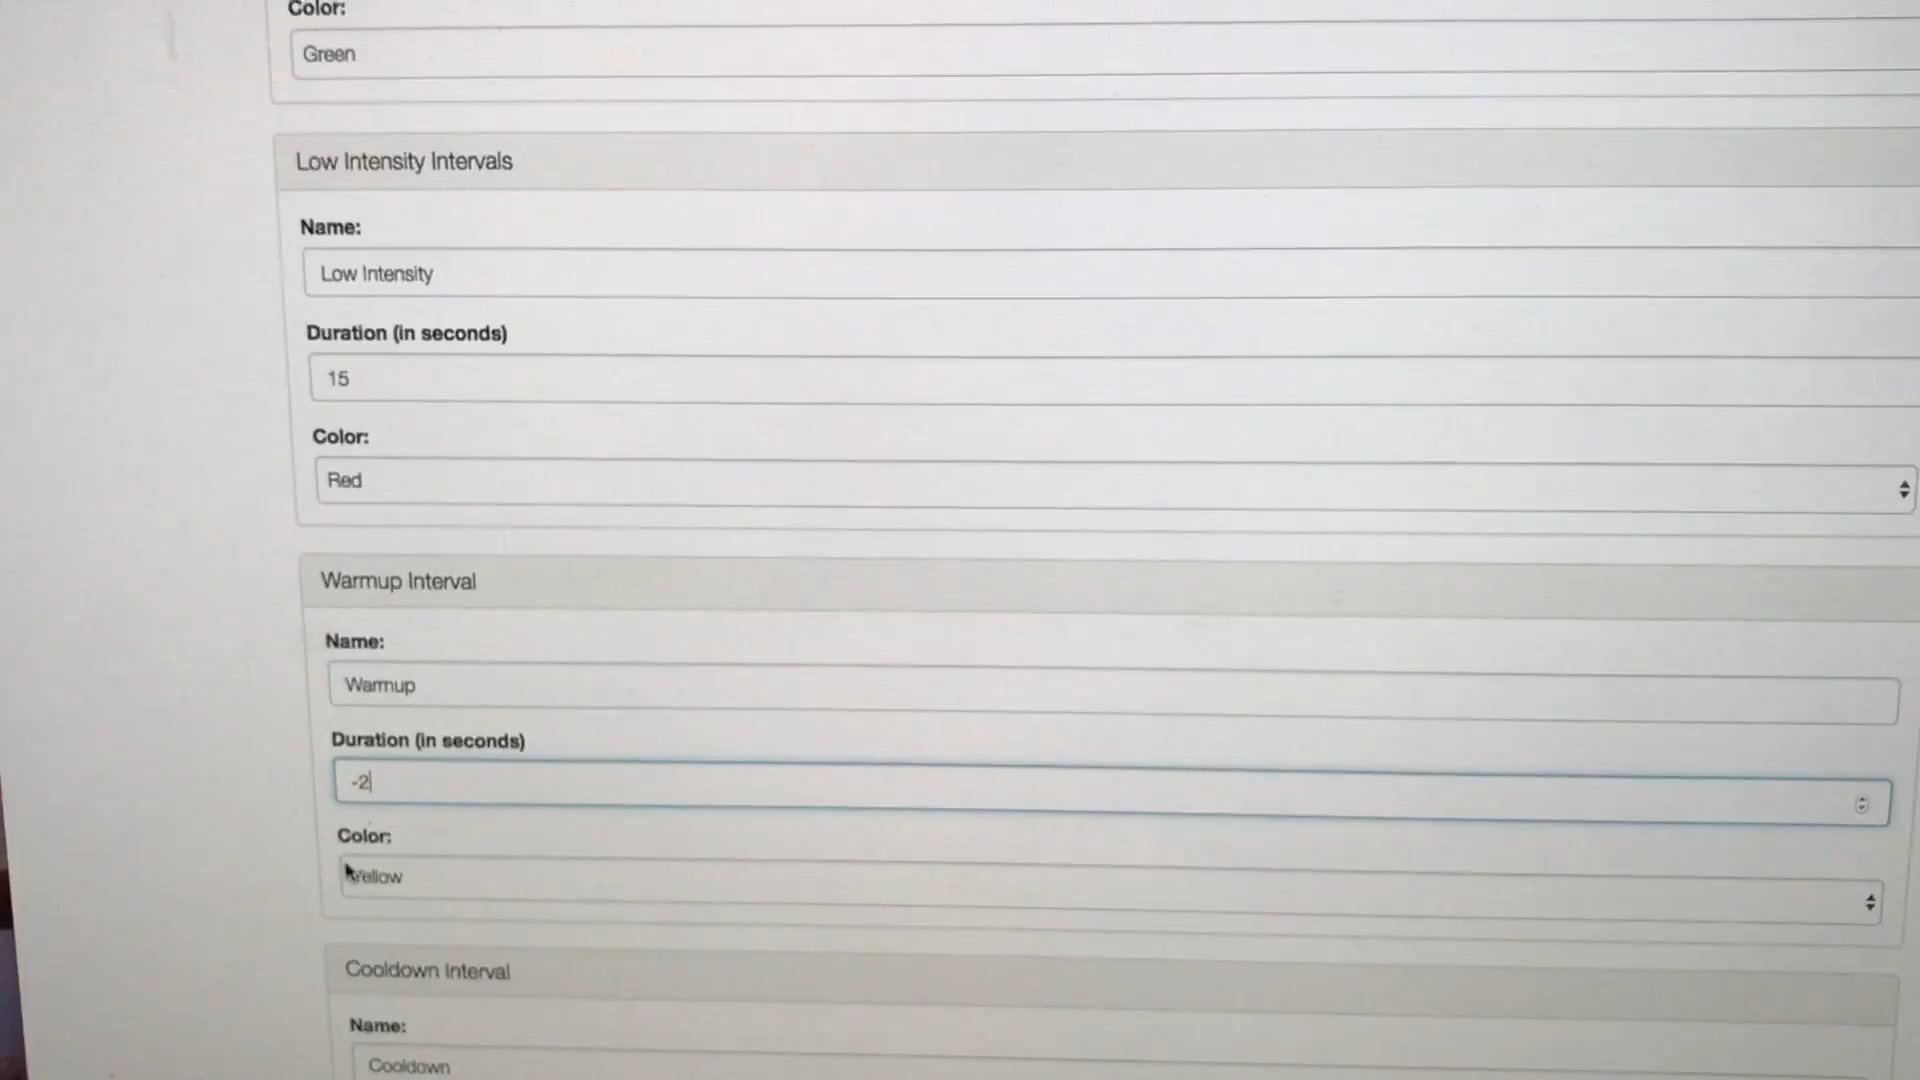 Color:
Green
Low Intensity Intervals
Name:
Low Intensity
Duration (in seconds)
15
Color:
Red
Warmup Interval
Name:
Warmup
Duration (in seconds)
-2
Color:
Yellow
Cooldown Interval
Name:
Cooldown